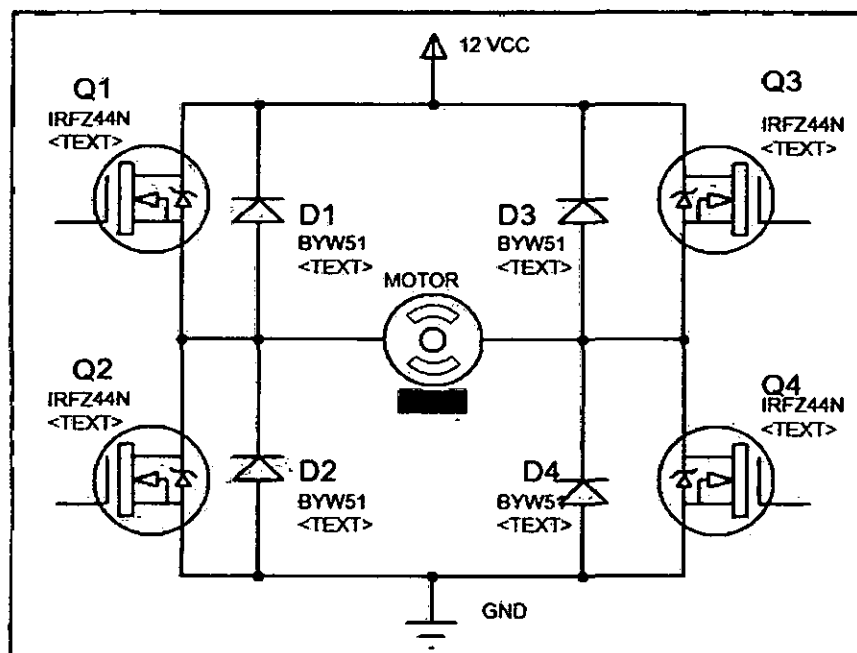 12 VCC
Q1
IRFZ44N
<TEXT>
Q3
IRFZ44N
<TEXT>
D1
BYW51
<TEXT>
D3
BYW51
<TEXT>
MOTOR
Q2
IRFZ44N
<TEXT>
Q4
IRFZ44N
<TEXT>
D2
BYW51
<TEXT>
D4
BYW51
<TEXT>
GND